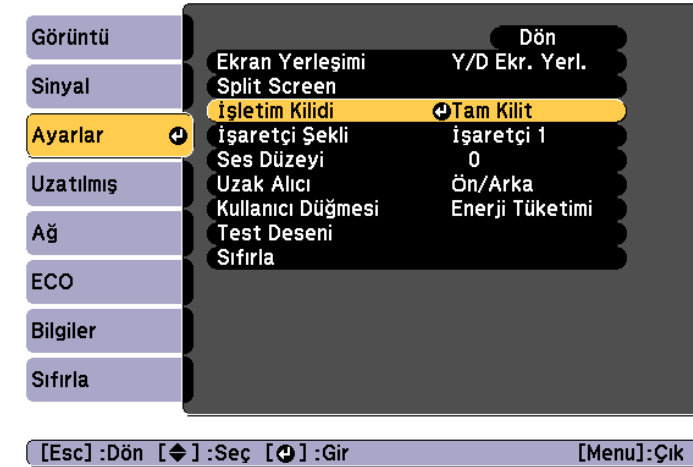 Görüntü
Sinyal
Ayarlar
Uzatılmış
Ağ
ECO
Bilgiler
Sıfırla
Dön
Ekran Yerleşimi Y/D Ekr. Yerl.
Split Screen
İşletim Kilidi Tam Kilit
İşaretçi Şekli İşaretçi 1
Ses Düzeyi 0
Uzak Alıcı Ön/Arka
Kullanıcı Düğmesi Enerji Tüketimi
Test Deseni
Sıfırla
[Esc] :Dön [◆] :Seç [⏎] :Gir [Menu]:Çık